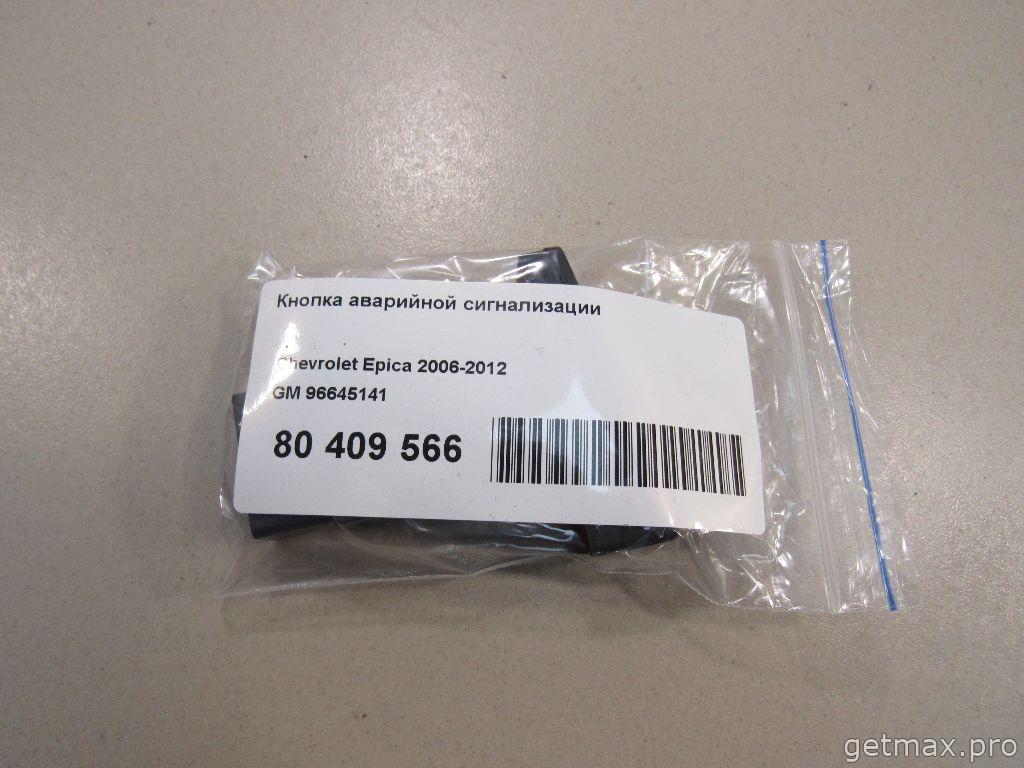 Кнопка аварийной сигнализации
Chevrolet Epica 2006-2012
GM 96645141
80 409 566
getmax.pro